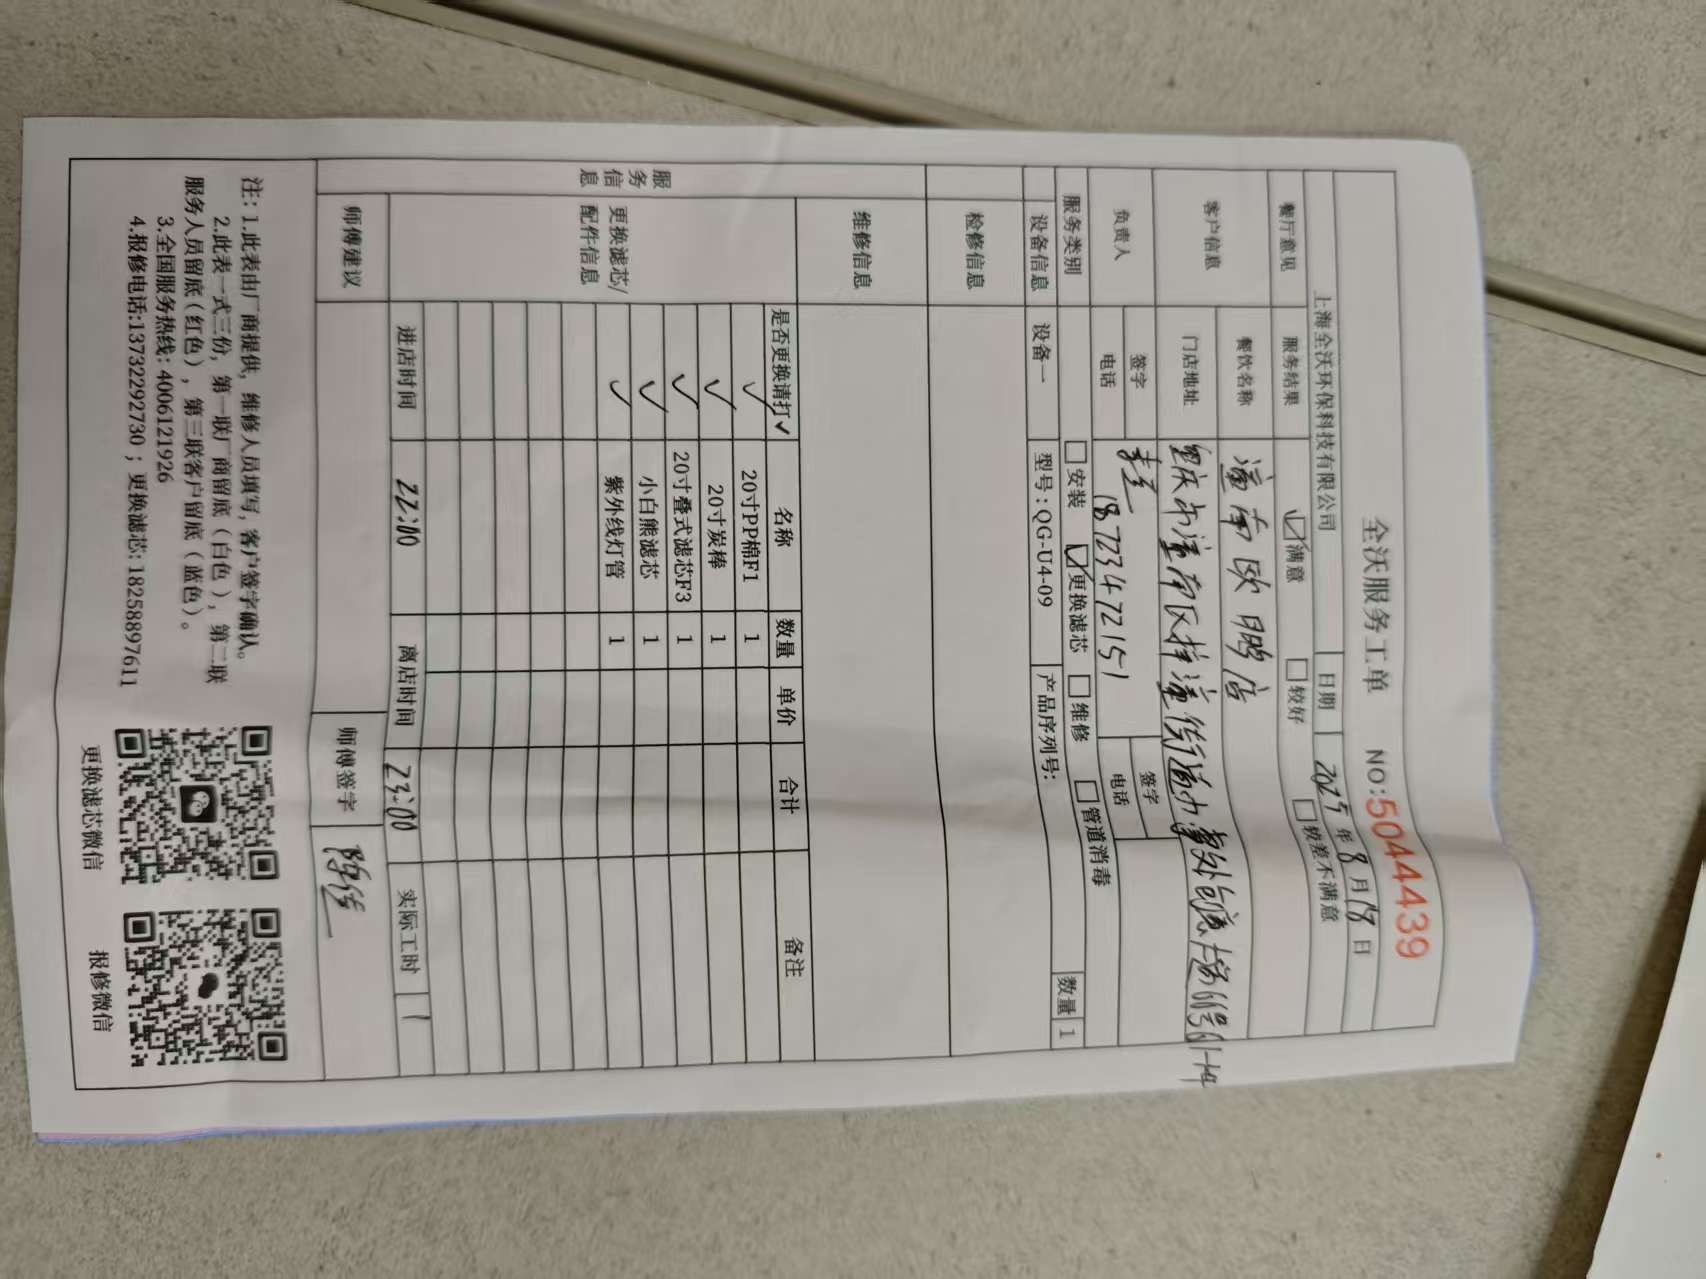 全沃服务工单 NO:5044439
上海全沃环保科技有限公司 日期 2025年8月18日
餐厅意见 服务结果 ☑满意 □较好 □较差不满意
客户信息 餐饮名称 潼南欧鹏店
门店地址 重庆市潼南区梓潼街道办事处
负责人 签字 签字
电话 18723472151 电话
服务类别 □安装 ☑更换滤芯 □维修 □管道消毒
设备信息 设备一 型号:QG-U4-09 产品序列号: 数量 1
检修信息
维修信息
服务信息
更换滤芯/配件信息
是否更换请打✓ 名称 数量 单价 合计 备注
✓ 20寸PP棉F1 1
✓ 20寸炭棒 1
✓ 20寸叠式滤芯F3 1
✓ 小白熊滤芯 1
✓ 紫外线灯管 1
进店时间 22:00 离店时间 23:00 实际工时 1
师傅建议 师傅签字
注:1.此表由厂商提供,维修人员填写,客户签字确认。
2.此表一式三份,第一联厂商留底(白色),第二联
服务人员留底(红色),第三联客户留底(蓝色)。
3.全国服务热线:4006121926
4.报修电话:13732292730;更换滤芯:18258897611
更换滤芯微信 报修微信